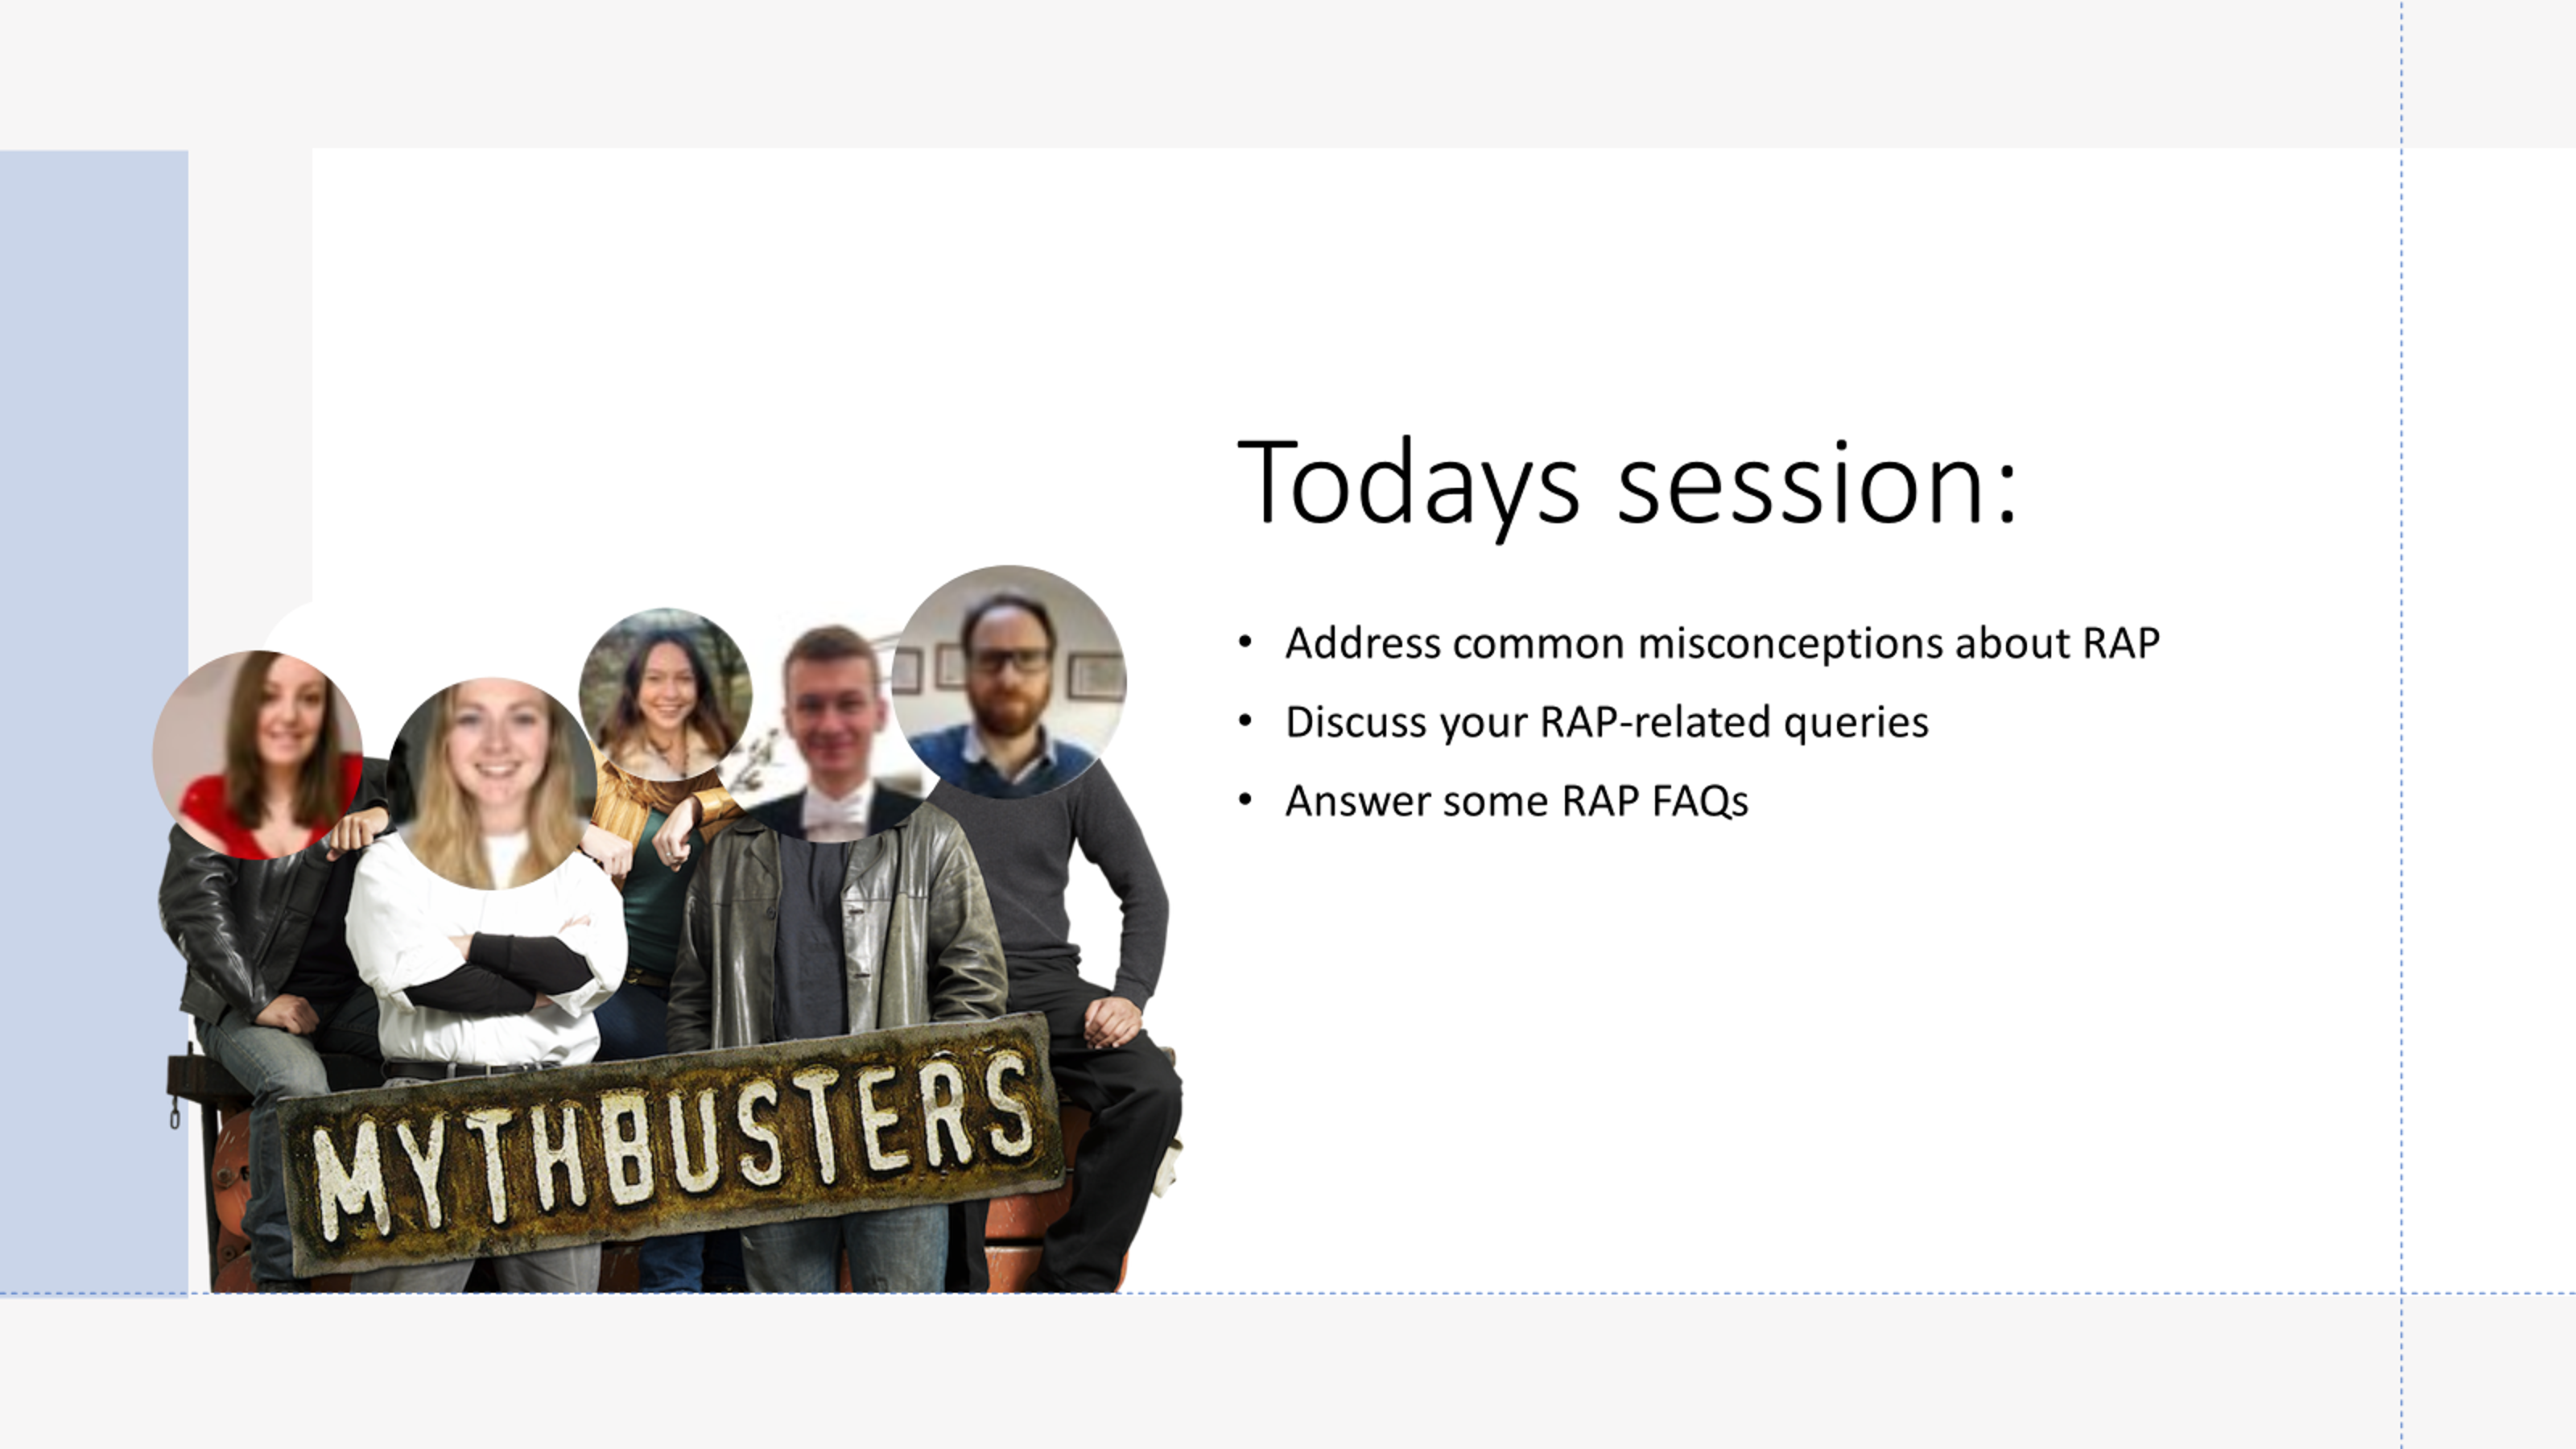 Todays session:
• Address common misconceptions about RAP
• Discuss your RAP-related queries
• Answer some RAP FAQs
MYTHBUSTERS